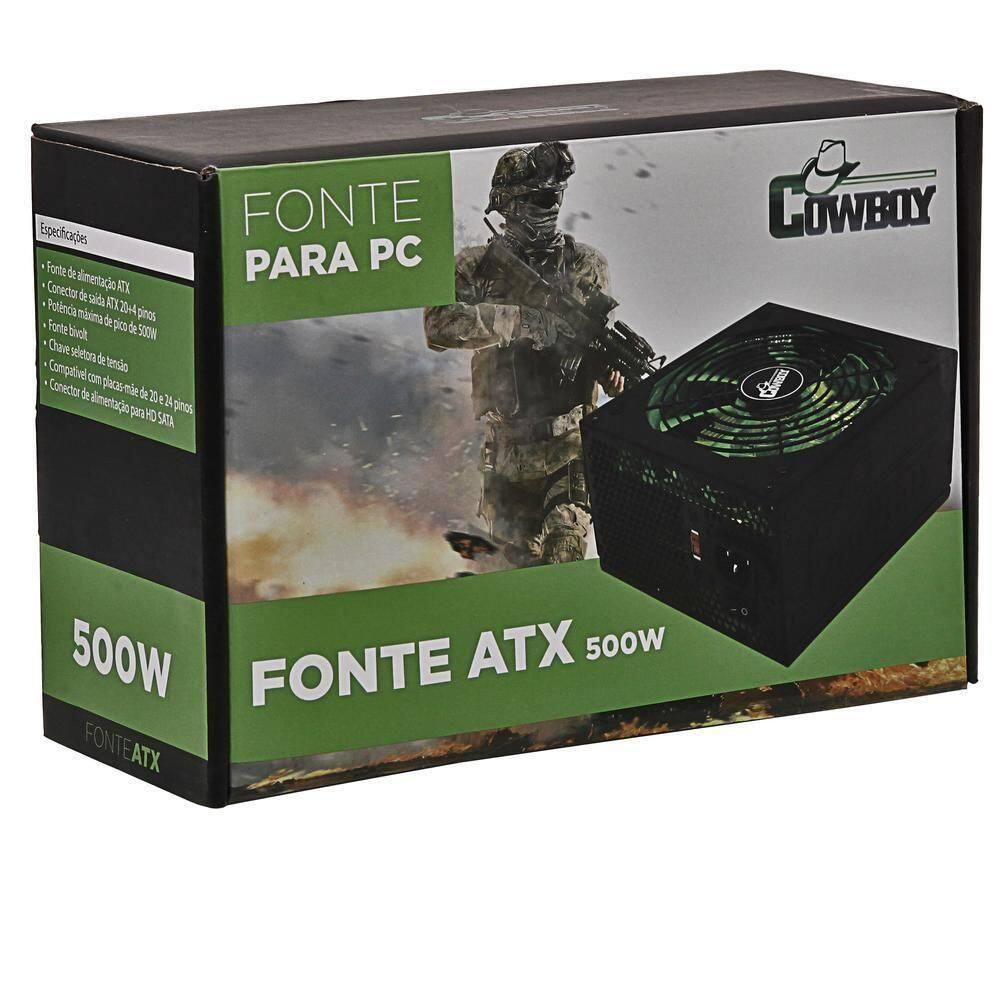 FONTE
PARA PC
COWBOY
Especificações
• Fonte de alimentação ATX
• Conector de saída ATX 20+4 pinos
• Potência máxima de pico de 500W
• Fonte bivolt
• Chave seletora de tensão
• Compatível com placas-mãe de 20 e 24 pinos
• Conector de alimentação para HD SATA
COWBOY
500W
FONTE ATX 500W
FONTEATX